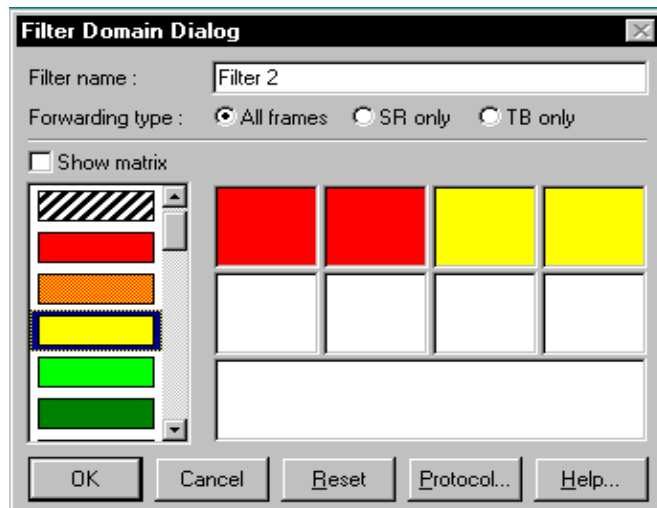 Filter Domain Dialog
Filter name : Filter 2
Forwarding type : All frames SR only TB only
Show matrix
OK Cancel Reset Protocol... Help...